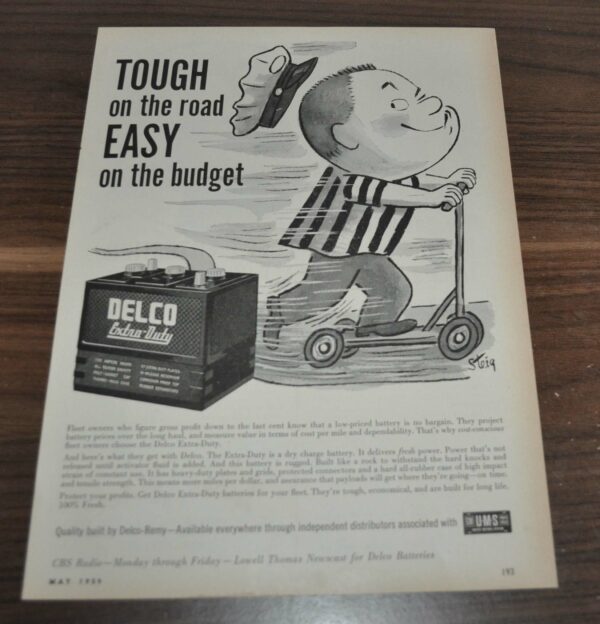 TOUGH
on the road
EASY
on the budget
DELCO
Extra-Duty
Steig
Fleet owners who figure gross profit down to the last cent know that a low-priced battery is no bargain. They project
battery prices over the long haul, and measure value in terms of cost per mile and dependability. That's why cost-conscious
fleet owners choose the Delco Extra-Duty.
And here's what they get with Delco. The Extra-Duty is a dry charge battery. It delivers fresh power. Power that's not
released until activator fluid is added. And this battery is rugged. Built like a rock to withstand the hard knocks and
strain of constant use. It has heavy-duty plates and grids, protected connectors and a hard all-rubber case of high impact
and tensile strength. This means more miles per dollar, and assurance that payloads will get where they're going—on time.
Protect your profits. Get Delco Extra-Duty batteries for your fleet. They're tough, economical, and are built for long life.
100% Fresh.
Quality built by Delco-Remy—Available everywhere through independent distributors associated with
UMS
CBS Radio—Monday through Friday—Lowell Thomas Newscast for Delco Batteries
MAY 1959
193